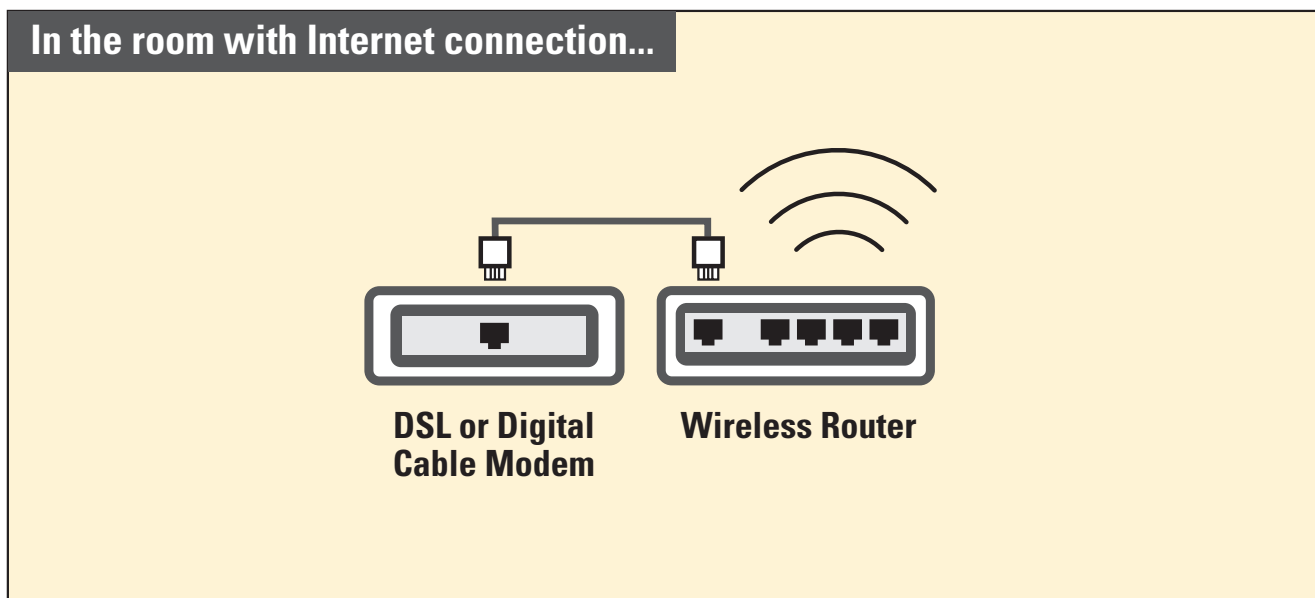 In the room with Internet connection...
DSL or Digital
Cable Modem
Wireless Router